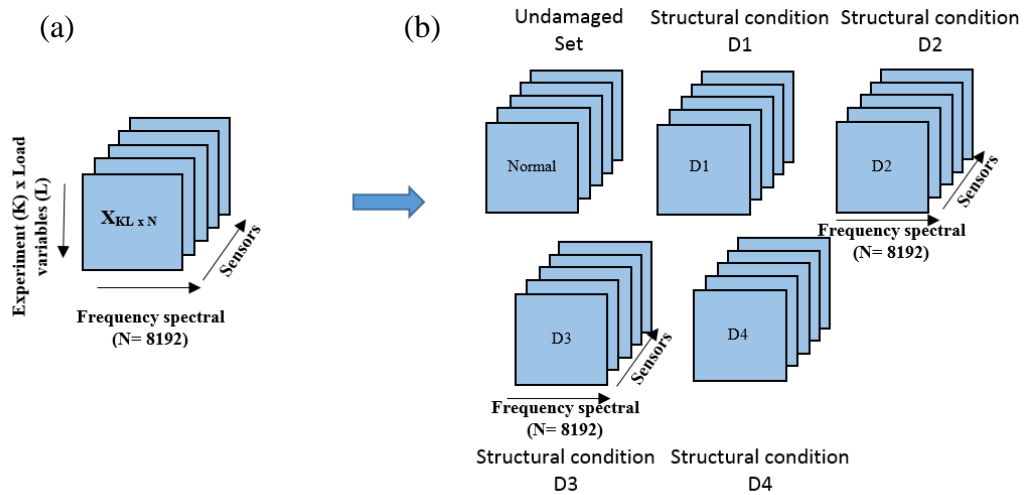 (a)
Experiment (K) x Load
variables (L)
X_{KL x N}
Sensors
Frequency spectral
(N= 8192)
(b)
Undamaged
Set
Structural condition
D1
Structural condition
D2
Normal
D1
D2
Sensors
Frequency spectral
(N= 8192)
D3
Sensors
D4
Frequency spectral
(N= 8192)
Structural condition
D3
Structural condition
D4